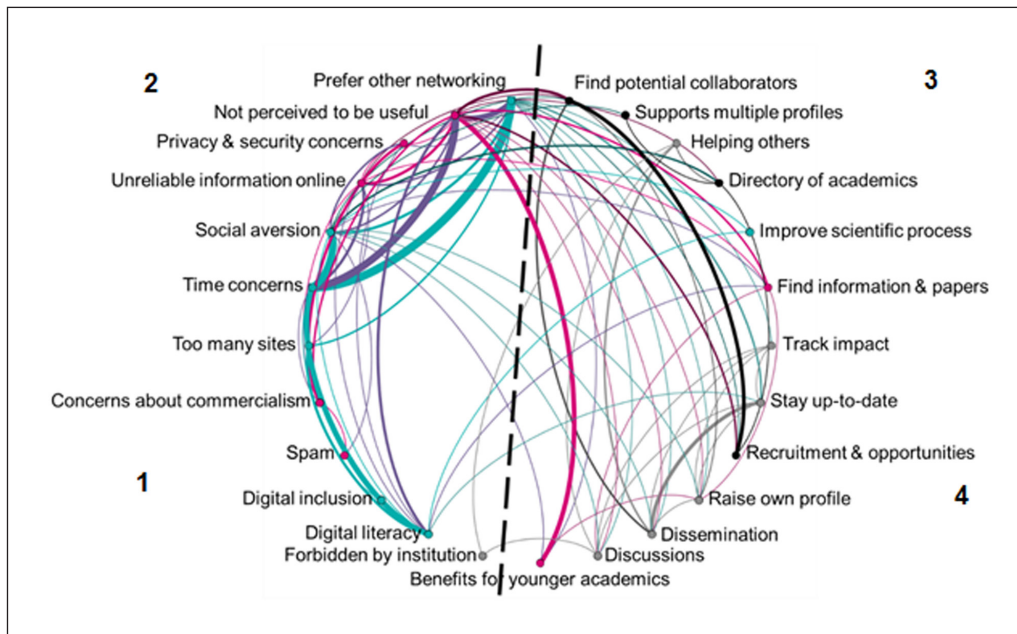 2
3
Prefer other networking
Find potential collaborators
Not perceived to be useful
Supports multiple profiles
Privacy & security concerns
Helping others
Unreliable information online
Directory of academics
Social aversion
Improve scientific process
Time concerns
Find information & papers
Too many sites
Track impact
Concerns about commercialism
Stay up-to-date
Spam
Recruitment & opportunities
1
4
Digital inclusion
Raise own profile
Digital literacy
Dissemination
Forbidden by institution
Discussions
Benefits for younger academics